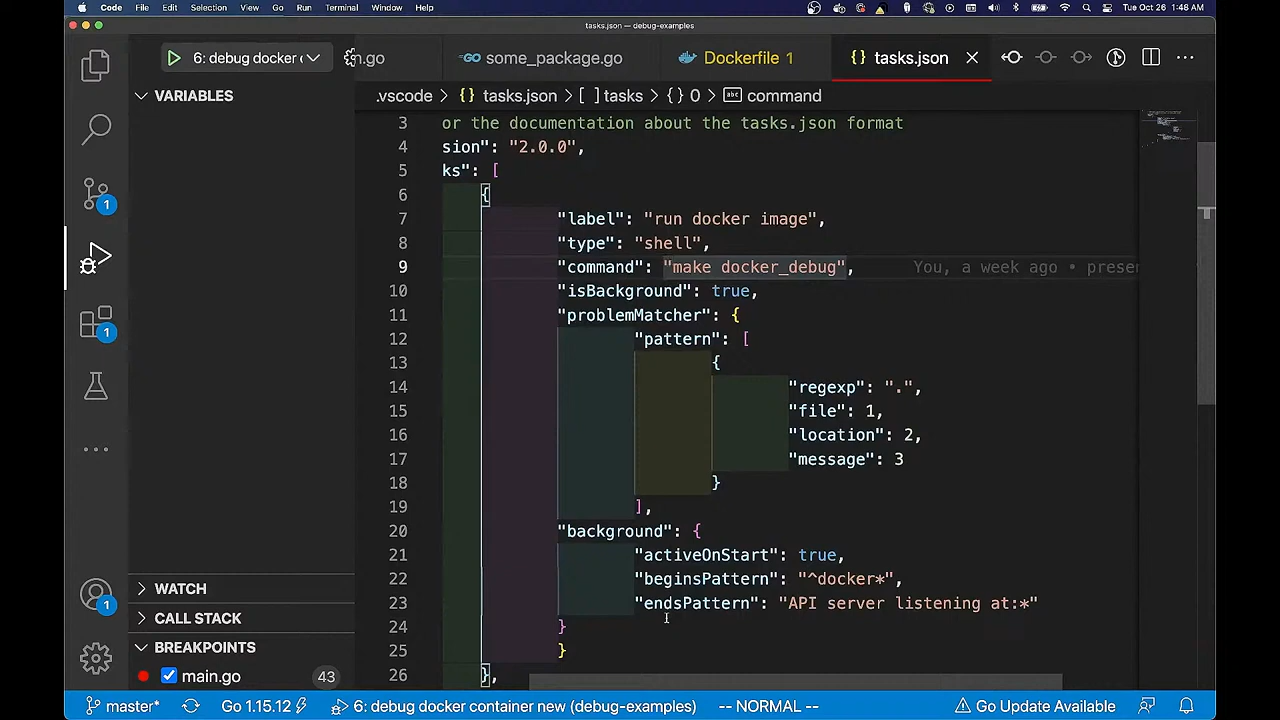 Code File Edit Selection View Go Run Terminal Window Help
Tue Oct 26 1:48 AM
tasks.json — debug-examples
6: debug docker c
n.go
some_package.go
Dockerfile 1
{} tasks.json
.vscode > {} tasks.json > [ ] tasks > {} 0 > abc command
VARIABLES
3 or the documentation about the tasks.json format
4 sion": "2.0.0",
5 ks": [
6 {
7 "label": "run docker image",
8 "type": "shell",
9 "command": "make docker_debug", You, a week ago • presen
10 "isBackground": true,
11 "problemMatcher": {
12 "pattern": [
13 {
14 "regexp": ".",
15 "file": 1,
16 "location": 2,
17 "message": 3
18 }
19 ],
20 "background": {
21 "activeOnStart": true,
22 "beginsPattern": "^docker*",
23 "endsPattern": "API server listening at:*"
24 }
25 }
26 },
1
1
1
WATCH
CALL STACK
BREAKPOINTS
main.go 43
master* Go 1.15.12 6: debug docker container new (debug-examples) -- NORMAL -- Go Update Available